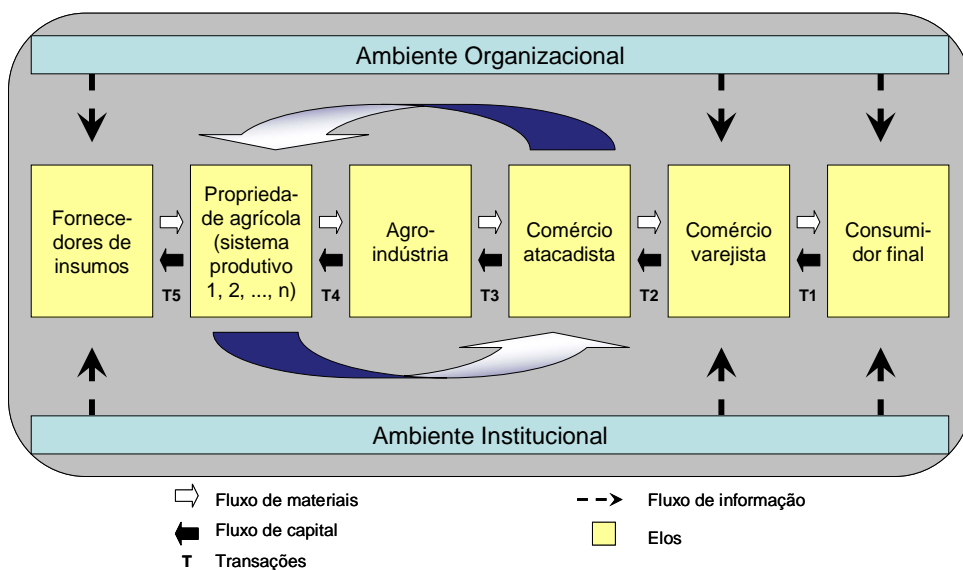 Ambiente Organizacional
Fornece-
dores de
insumos
Proprieda-
de agrícola
(sistema
produtivo
1, 2, ..., n)
Agro-
indústria
Comércio
atacadista
Comércio
varejista
Consumi-
dor final
T5
T4
T3
T2
T1
Ambiente Institucional
Fluxo de materiais
Fluxo de capital
T Transações
Fluxo de informação
Elos